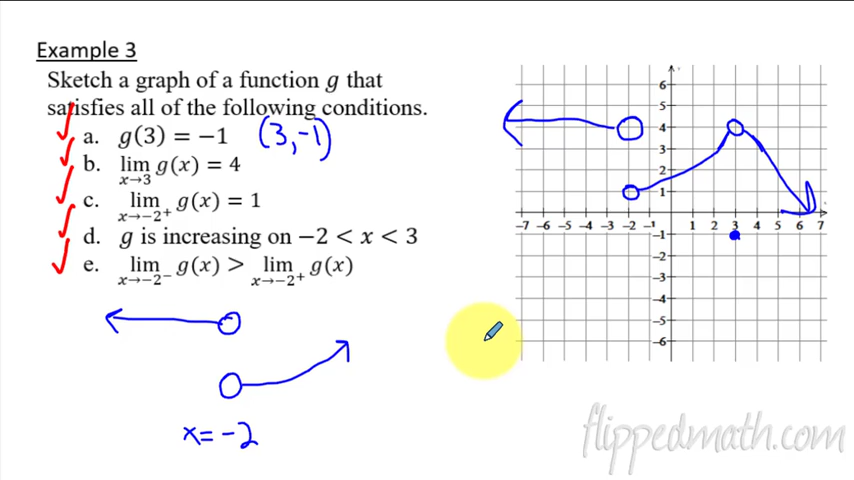 Example 3
Sketch a graph of a function g that
satisfies all of the following conditions.
a. g(3) = −1 (3, -1)
b. lim g(x) = 4
x→3
c. lim g(x) = 1
x→−2⁺
d. g is increasing on −2 < x < 3
e. lim g(x) > lim g(x)
x→−2⁻ x→−2⁺
x = -2
6
5
4
3
2
1
−7 −6 −5 −4 −3 −2 −1 1 2 3 4 5 6 7
−1
−2
−3
−4
−5
−6
flippedmath.com